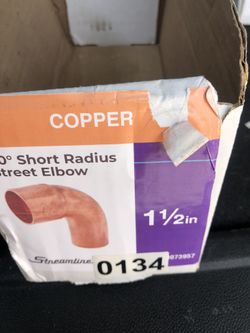 COPPER
0° Short Radius
treet Elbow
1½in
Streamline
0134
073957